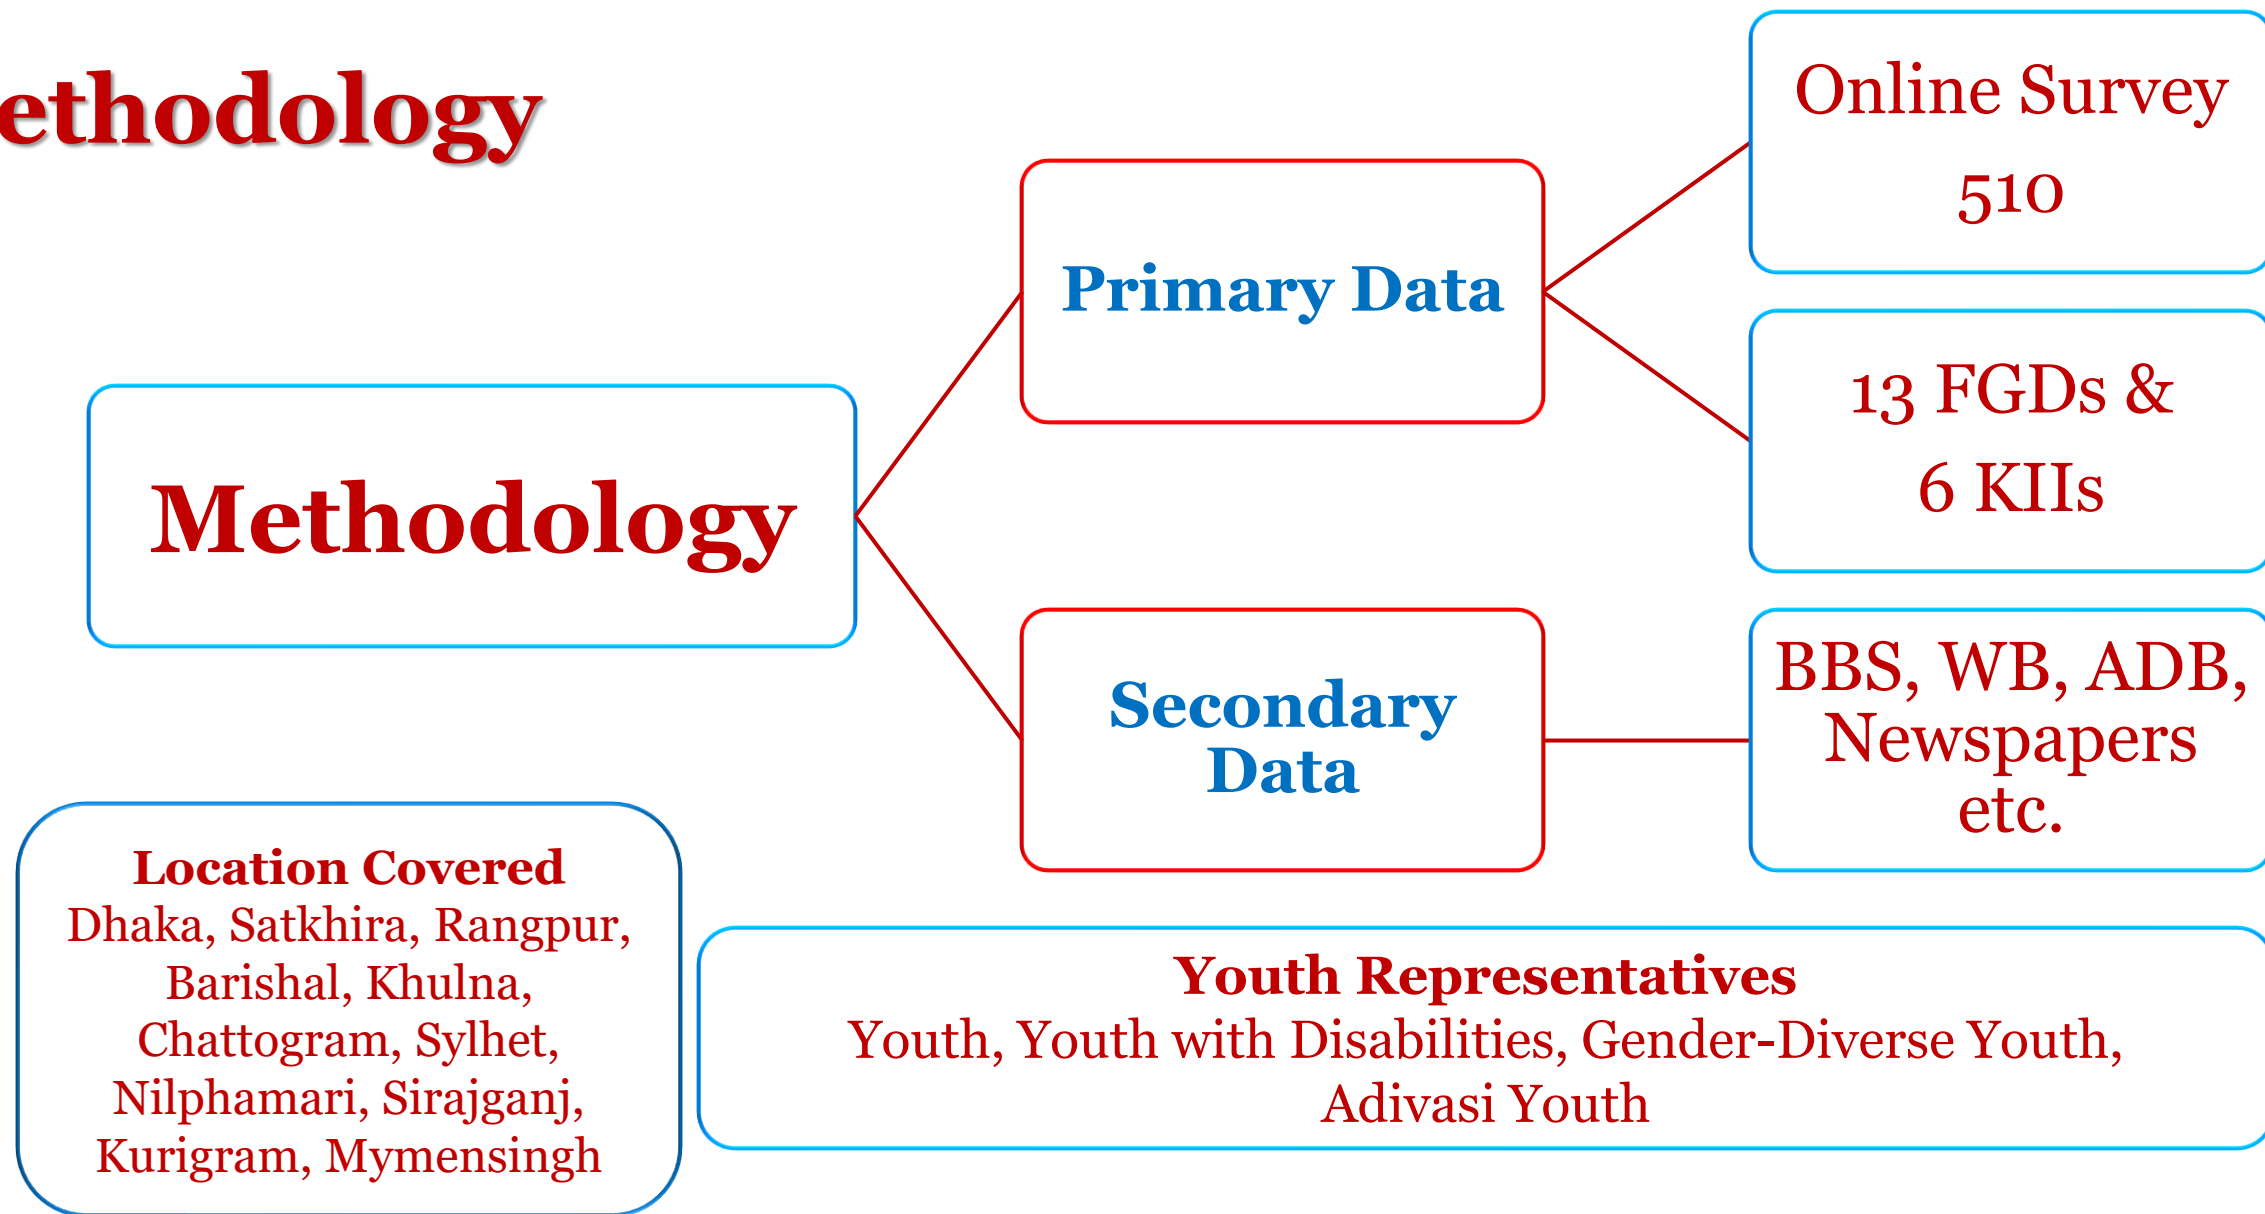 ethodology
Online Survey
510
Primary Data
13 FGDs &
6 KIIs
Methodology
BBS, WB, ADB,
Newspapers
etc.
Secondary
Data
Location Covered
Dhaka, Satkhira, Rangpur,
Barishal, Khulna,
Chattogram, Sylhet,
Nilphamari, Sirajganj,
Kurigram, Mymensingh
Youth Representatives
Youth, Youth with Disabilities, Gender-Diverse Youth,
Adivasi Youth